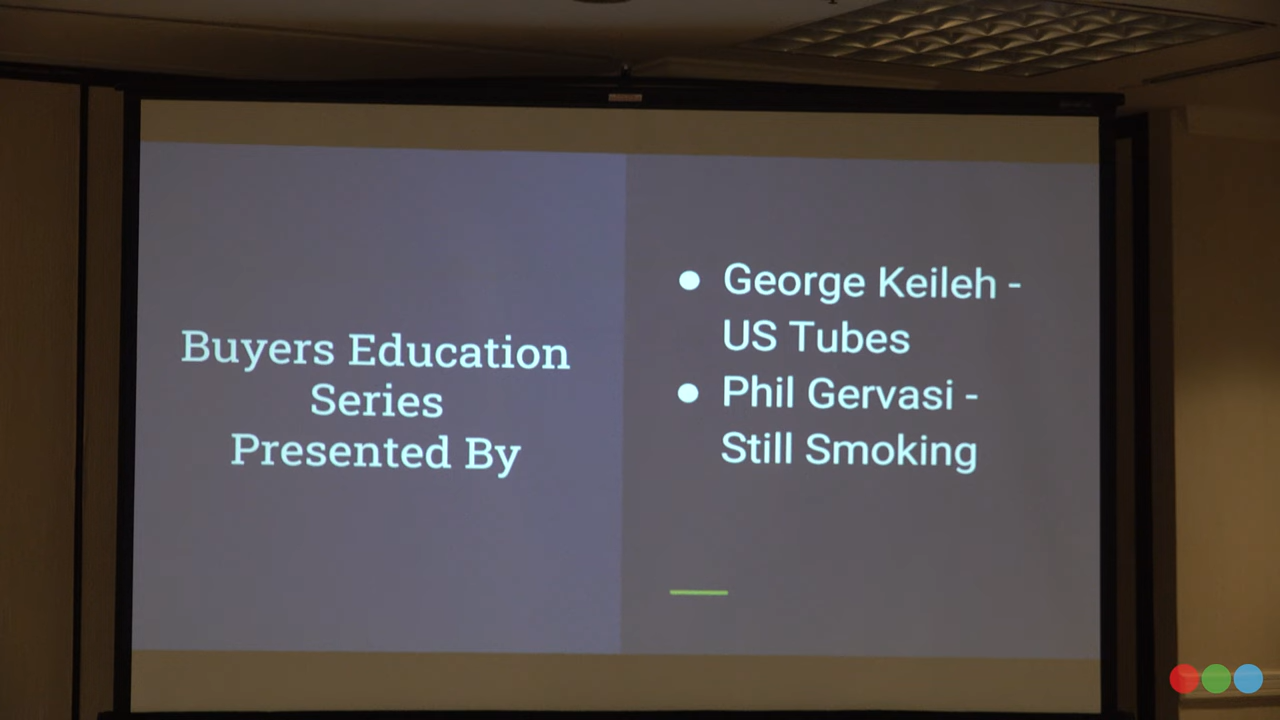 Buyers Education
Series
Presented By
● George Keileh -
US Tubes
● Phil Gervasi -
Still Smoking